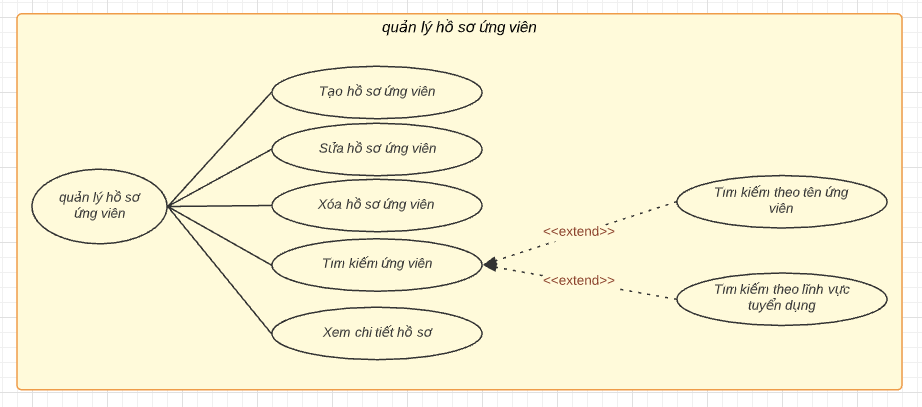 quản lý hồ sơ ứng viên
Tạo hồ sơ ứng viên
Sửa hồ sơ ứng viên
quản lý hồ sơ
ứng viên
Xóa hồ sơ ứng viên
Tìm kiếm ứng viên
Xem chi tiết hồ sơ
<<extend>>
<<extend>>
Tìm kiếm theo tên ứng
viên
Tìm kiếm theo lĩnh vực
tuyển dụng